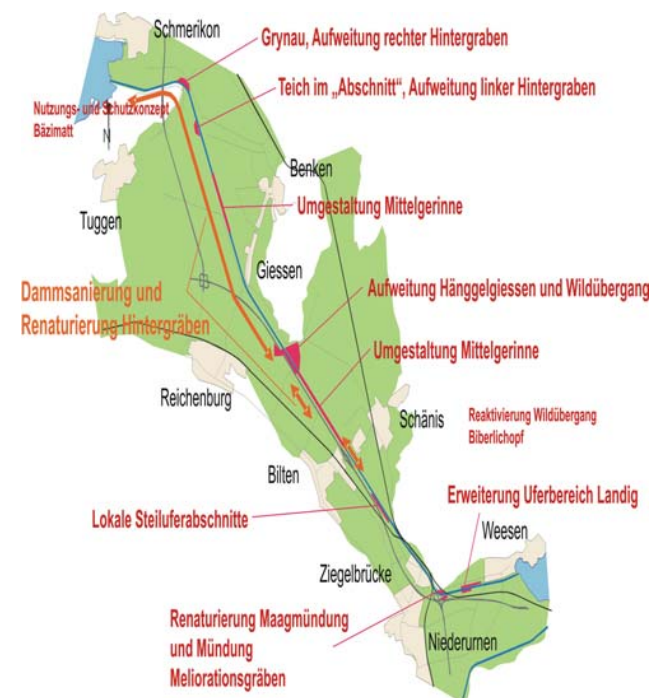 Schmerikon
Grynau, Aufweitung rechter Hintergraben
Teich im „Abschnitt“, Aufweitung linker Hintergraben
Nutzungs- und Schutzkonzept
Bäzimatt
N
Benken
Umgestaltung Mittelgerinne
Tuggen
Giessen
Aufweitung Hänggelgiessen und Wildübergang
Dammsanierung und
Renaturierung Hintergräben
Umgestaltung Mittelgerinne
Reichenburg
Schänis
Reaktivierung Wildübergang
Biberlichopf
Bilten
Erweiterung Uferbereich Landig
Lokale Steiluferabschnitte
Weesen
Ziegelbrücke
Renaturierung Maagmündung
und Mündung
Meliorationsgräben
Niederurnen